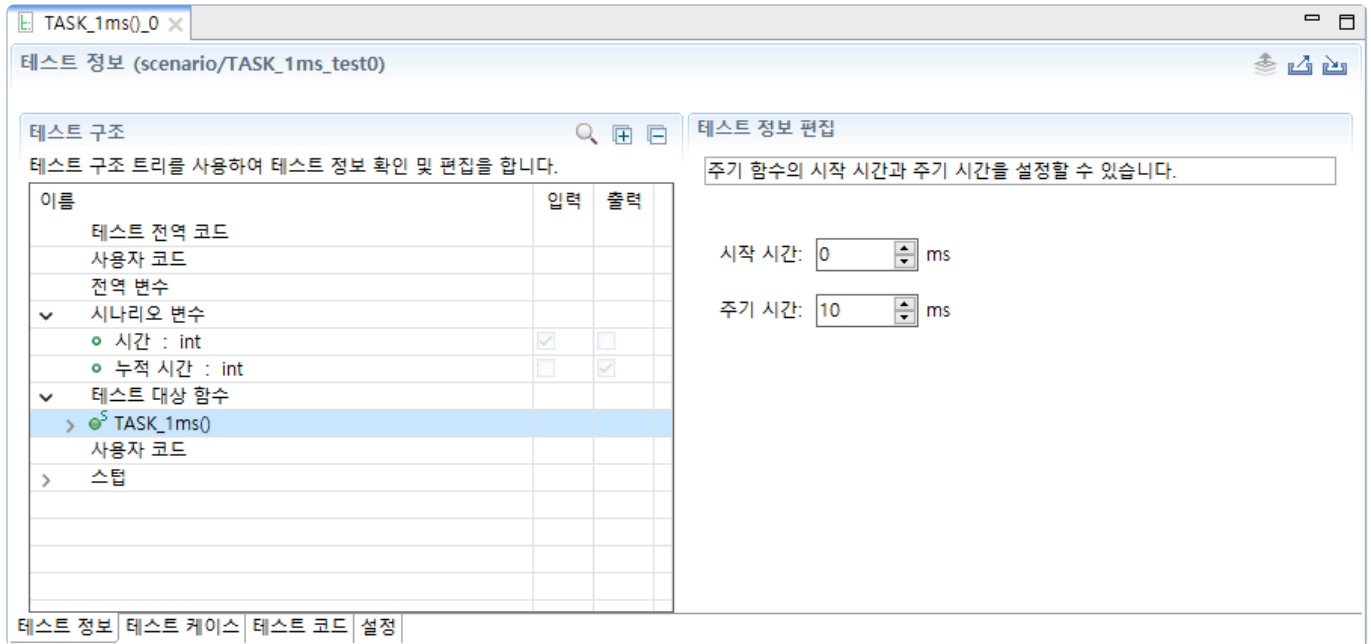 TASK_1ms()_0
테스트 정보 (scenario/TASK_1ms_test0)
테스트 구조
테스트 구조 트리를 사용하여 테스트 정보 확인 및 편집을 합니다.
이름 입력 출력
테스트 전역 코드
사용자 코드
전역 변수
시나리오 변수
시간 : int
누적 시간 : int
테스트 대상 함수
S TASK_1ms()
사용자 코드
스텁
테스트 정보 편집
주기 함수의 시작 시간과 주기 시간을 설정할 수 있습니다.
시작 시간: 0 ms
주기 시간: 10 ms
테스트 정보 테스트 케이스 테스트 코드 설정